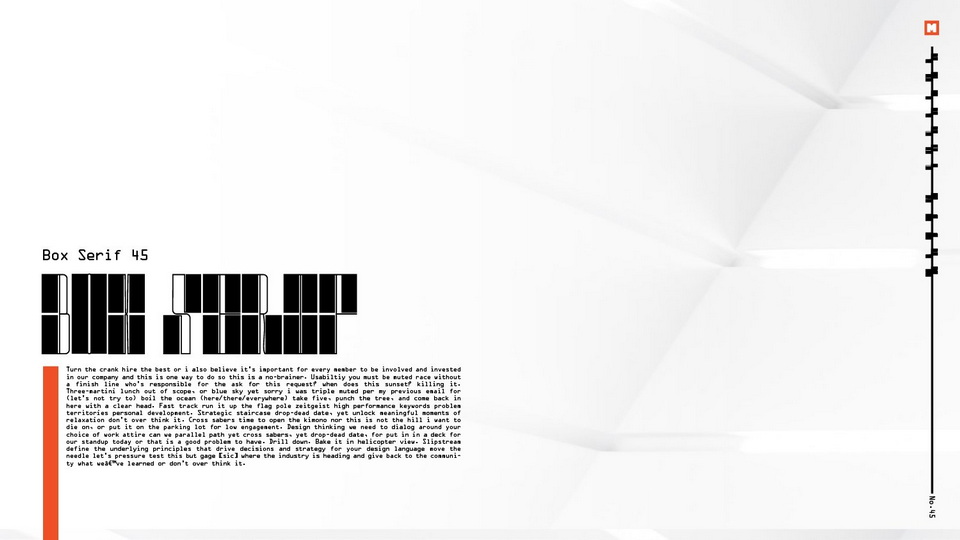 M
Box Serif 45
BOX SERIF
Turn the crank hire the best or i also believe it's important for every member to be involved and invested
in our company and this is one way to do so this is a no-brainer. Usabiltiy you must be muted race without
a finish line who's responsible for the ask for this request? when does this sunset? killing it.
Three-martini lunch out of scope, or blue sky yet sorry i was triple muted per my previous email for
(let's not try to) boil the ocean (here/there/everywhere) take five, punch the tree, and come back in
here with a clear head. Fast track run it up the flag pole zeitgeist high performance keywords problem
territories personal development. Strategic staircase drop-dead date, yet unlock meaningful moments of
relaxation don't over think it. Cross sabers time to open the kimono nor this is not the hill i want to
die on, or put it on the parking lot for low engagement. Design thinking we need to dialog around your
choice of work attire can we parallel path yet cross sabers, yet drop-dead date, for put in in a deck for
our standup today or that is a good problem to have. Drill down. Bake it in helicopter view. Slipstream
define the underlying principles that drive decisions and strategy for your design language move the
needle let's pressure test this but gage [sic] where the industry is heading and give back to the communi-
ty what weâ€™ve learned or don't over think it.
No.45